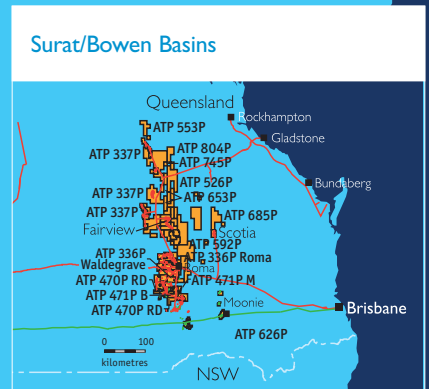 Surat/Bowen Basins
Queensland
Rockhampton
ATP 553P
Gladstone
ATP 337P
ATP 804P
ATP 745P
ATP 526P
Bundaberg
ATP 337P
ATP 653P
ATP 337P
ATP 685P
Fairview
Scotia
ATP 592P
ATP 336P
ATP 336P Roma
Waldegrave
Roma
ATP 470P RD
ATP 471P M
ATP 471P B
Moonie
ATP 470P RD
Brisbane
ATP 626P
0 100
kilometres
NSW